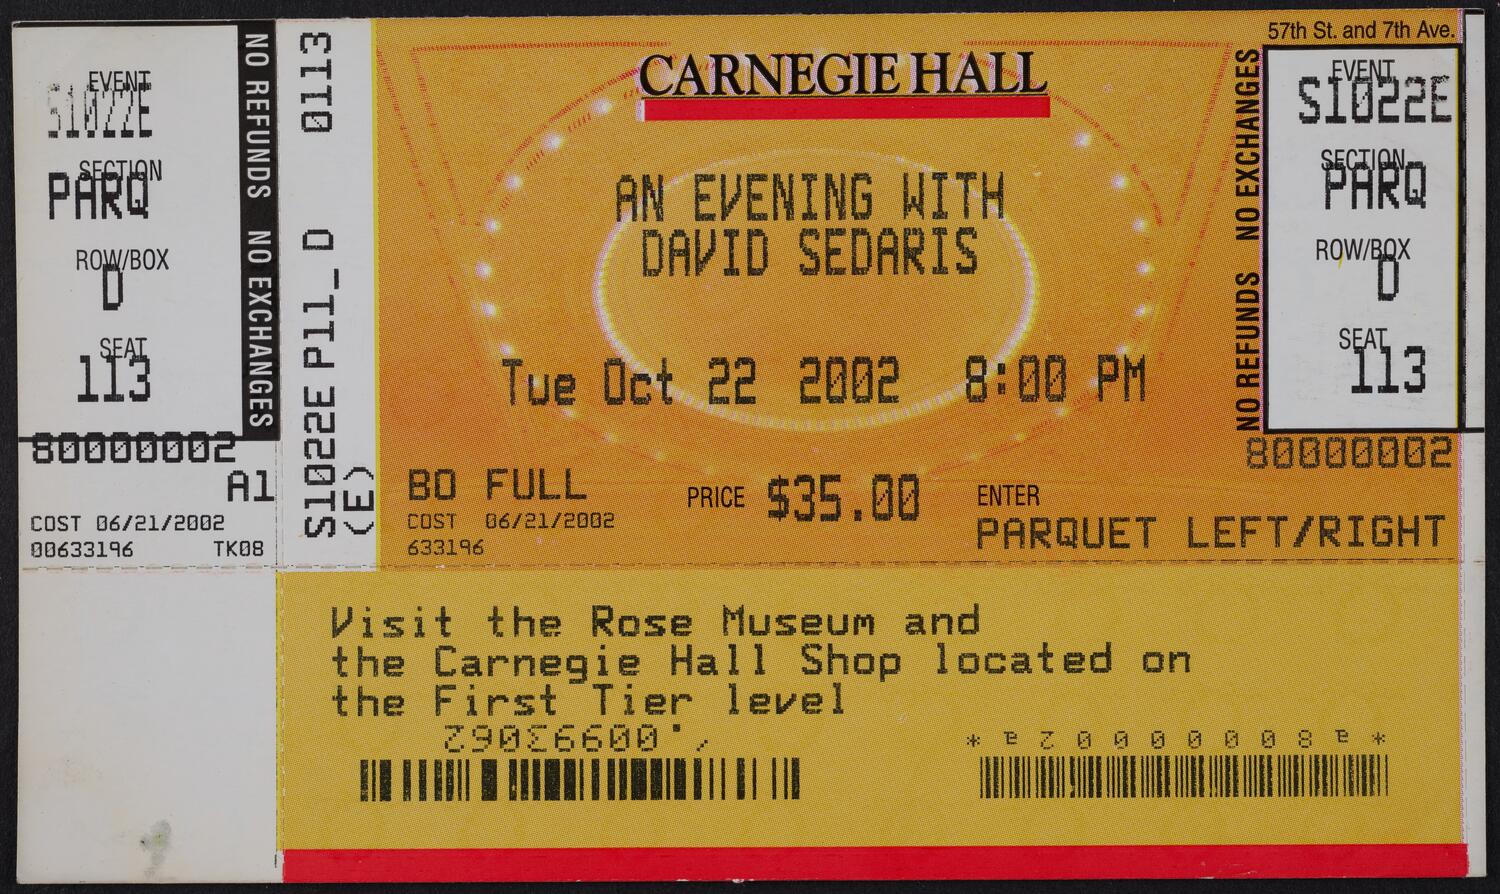 EVENT
S1022E
SECTION
PARQ
ROW/BOX
D
SEAT
113
80000002
A1
COST 06/21/2002
00633196 TK08
NO REFUNDS NO EXCHANGES
S1022E P11_D 0113
(E)
CARNEGIE HALL
AN EVENING WITH
DAVID SEDARIS
Tue Oct 22 2002 8:00 PM
BO FULL
COST 06/21/2002
633196
PRICE $35.00
ENTER
PARQUET LEFT/RIGHT
57th St. and 7th Ave.
NO REFUNDS NO EXCHANGES
EVENT
S1022E
SECTION
PARQ
ROW/BOX
D
SEAT
113
80000002
Visit the Rose Museum and
the Carnegie Hall Shop located on
the First Tier level
*a80000002a*